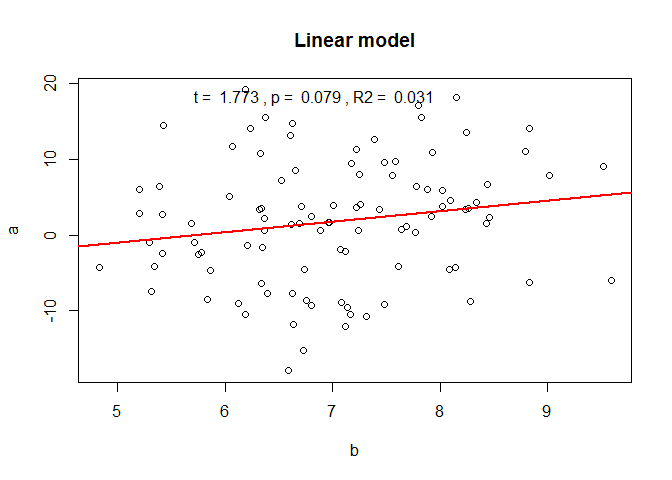 Linear model
t =  1.773 , p =  0.079 , R2 =  0.031
20
10
0
-10
a
5 6 7 8 9
b